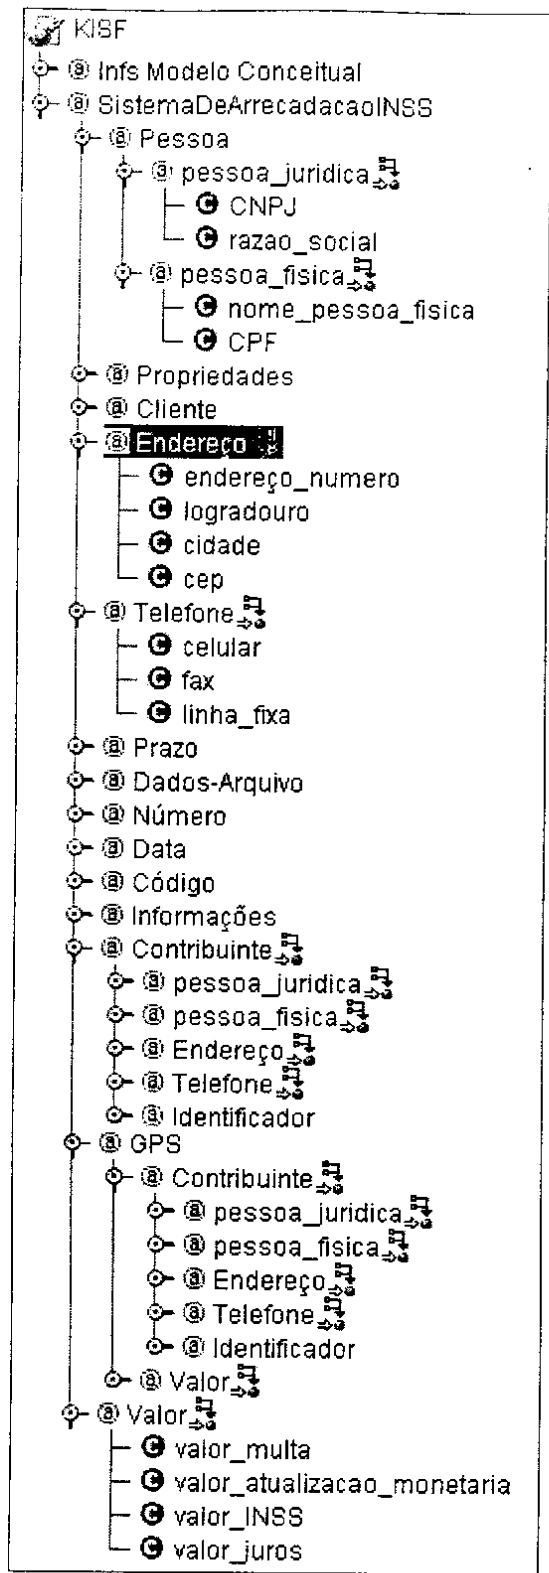 KISF
@ Infs Modelo Conceitual
@ SistemaDeArrecadacaoINSS
@ Pessoa
@ pessoa_juridica
C CNPJ
C razao_social
@ pessoa_fisica
C nome_pessoa_fisica
C CPF
@ Propriedades
@ Cliente
@ Endereço
C endereço_numero
C logradouro
C cidade
C cep
@ Telefone
C celular
C fax
C linha_fixa
@ Prazo
@ Dados-Arquivo
@ Número
@ Data
@ Código
@ Informações
@ Contribuinte
@ pessoa_juridica
@ pessoa_fisica
@ Endereço
@ Telefone
@ Identificador
@ GPS
@ Contribuinte
@ pessoa_juridica
@ pessoa_fisica
@ Endereço
@ Telefone
@ Identificador
@ Valor
@ Valor
C valor_multa
C valor_atualizacao_monetaria
C valor_INSS
C valor_juros